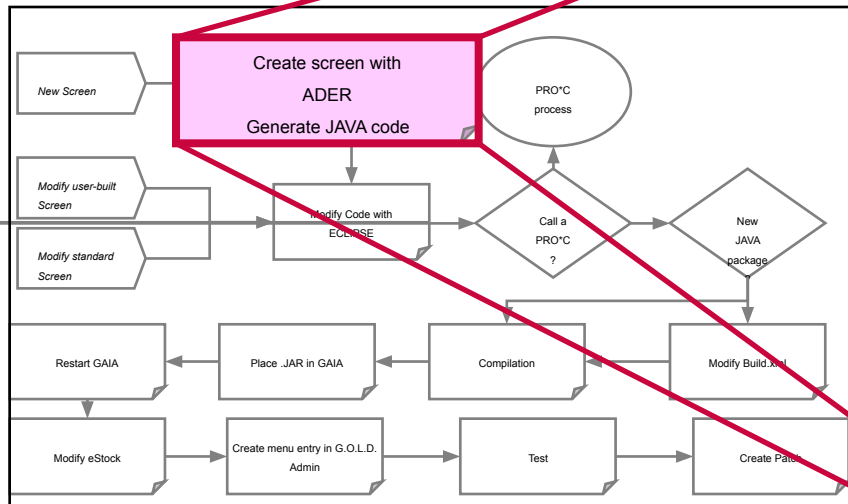 Create screen with
ADER
Generate JAVA code
New Screen
PRO*C
process
Modify user-built
Screen
Modify standard
Screen
Modify Code with
ECLIPSE
Call a
PRO*C
?
New
JAVA
package
?
Restart GAIA
Place .JAR in GAIA
Compilation
Modify Build.xml
Modify eStock
Create menu entry in G.O.L.D.
Admin
Test
Create Patch